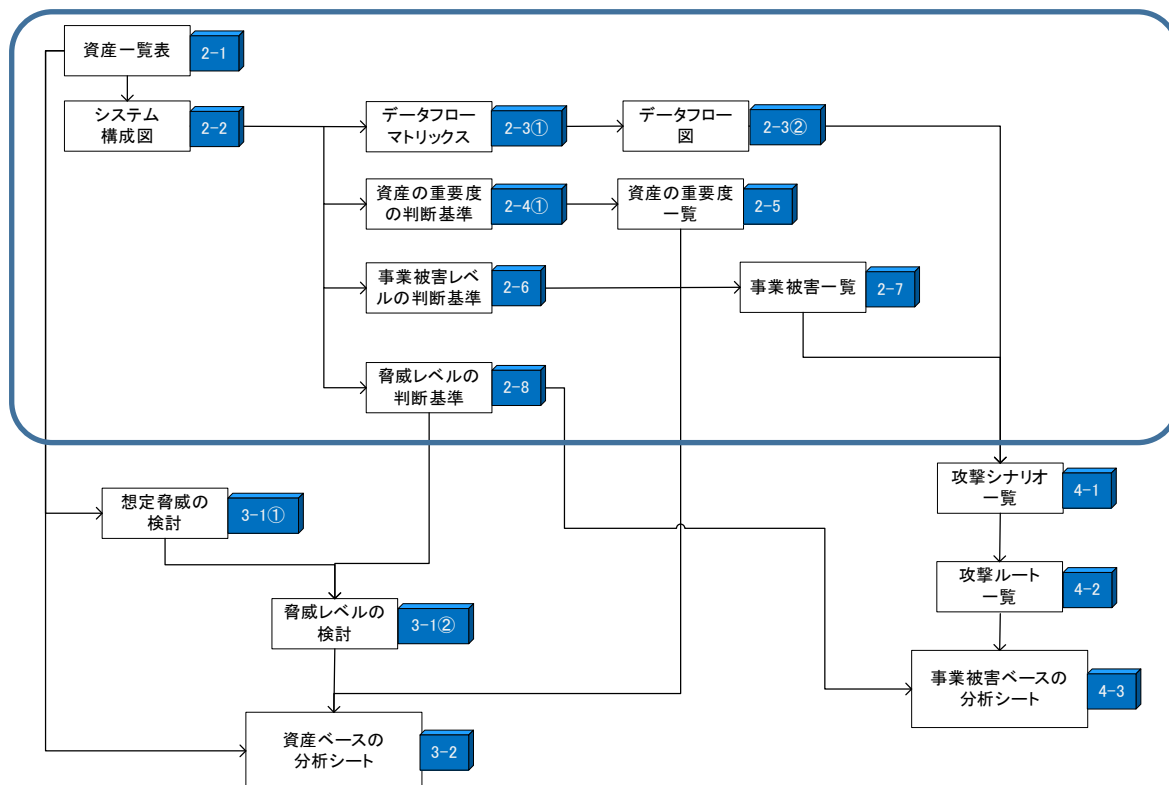 資産一覧表
2-1
システム
構成図
2-2
データフロー
マトリックス
2-3①
データフロー
図
2-3②
資産の重要度
の判断基準
2-4①
資産の重要度
一覧
2-5
事業被害レベ
ルの判断基準
2-6
事業被害一覧
2-7
脅威レベルの
判断基準
2-8
想定脅威の
検討
3-1①
攻撃シナリオ
一覧
4-1
攻撃ルート
一覧
4-2
脅威レベルの
検討
3-1②
事業被害ベースの
分析シート
4-3
資産ベースの
分析シート
3-2